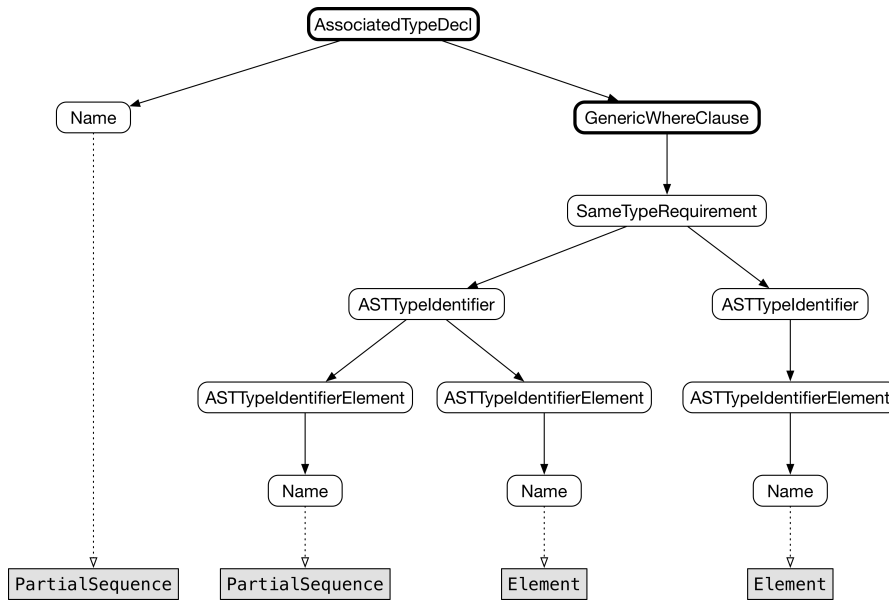 AssociatedTypeDecl
Name
GenericWhereClause
SameTypeRequirement
ASTTypeIdentifier
ASTTypeIdentifier
ASTTypeIdentifierElement
ASTTypeIdentifierElement
ASTTypeIdentifierElement
Name
Name
Name
PartialSequence
PartialSequence
Element
Element